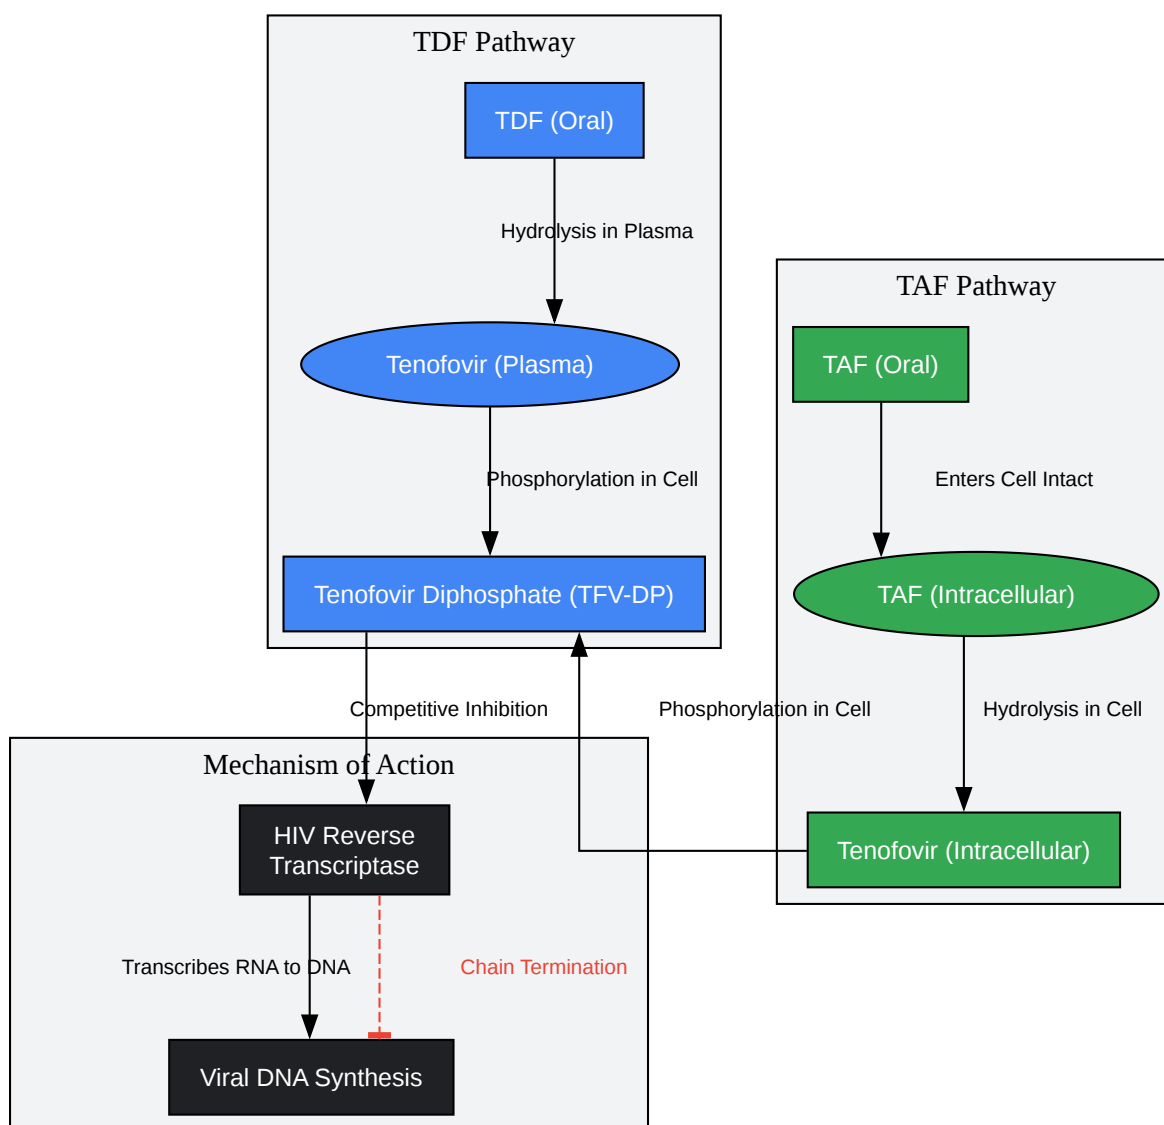 TDF Pathway
TDF (Oral)
Hydrolysis in Plasma
Tenofovir (Plasma)
Phosphorylation in Cell
Tenofovir Diphosphate (TFV-DP)
TAF Pathway
TAF (Oral)
Enters Cell Intact
TAF (Intracellular)
Hydrolysis in Cell
Tenofovir (Intracellular)
Phosphorylation in Cell
Competitive Inhibition
Mechanism of Action
HIV Reverse
Transcriptase
Transcribes RNA to DNA
Chain Termination
Viral DNA Synthesis